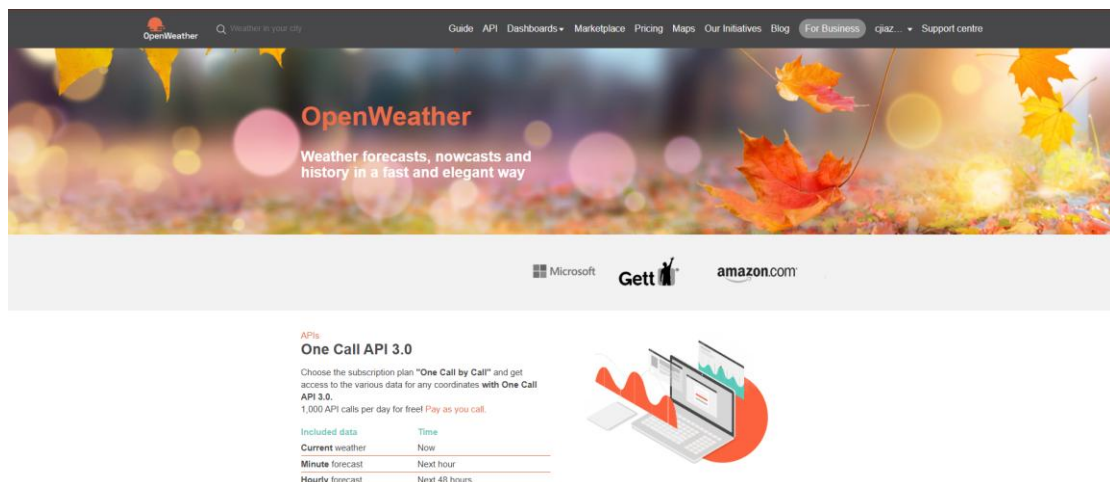 OpenWeather
Weather in your city
Guide API Dashboards Marketplace Pricing Maps Our Initiatives Blog For Business cjaz... Support centre
OpenWeather
Weather forecasts, nowcasts and
history in a fast and elegant way
Microsoft Gett amazon.com
APIs
One Call API 3.0
Choose the subscription plan "One Call by Call" and get
access to the various data for any coordinates with One Call
API 3.0.
1,000 API calls per day for free! Pay as you call.
Included data Time
Current weather Now
Minute forecast Next hour
Hourly forecast Next 48 hours